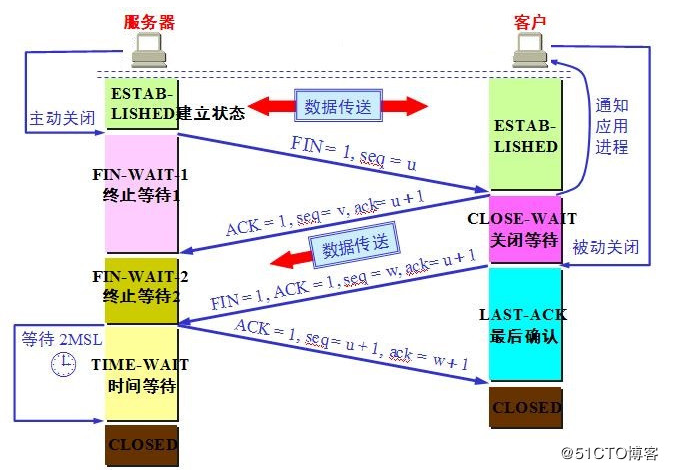 服务器
客户
ESTAB-
LISHED建立状态
数据传送
主动关闭
通知
应用
进程
ESTAB-
LISHED
FIN = 1, seq = u
FIN-WAIT-1
终止等待1
ACK = 1, seq= v, ack= u+1
CLOSE-WAIT
关闭等待
数据传送
被动关闭
FIN-WAIT-2
终止等待2
FIN= 1, ACK = 1, seq= w, ack= u+1
ACK = 1, seq= u+1, ack = w+1
LAST-ACK
最后确认
等待 2MSL
TIME-WAIT
时间等待
CLOSED
CLOSED
@51CTO博客